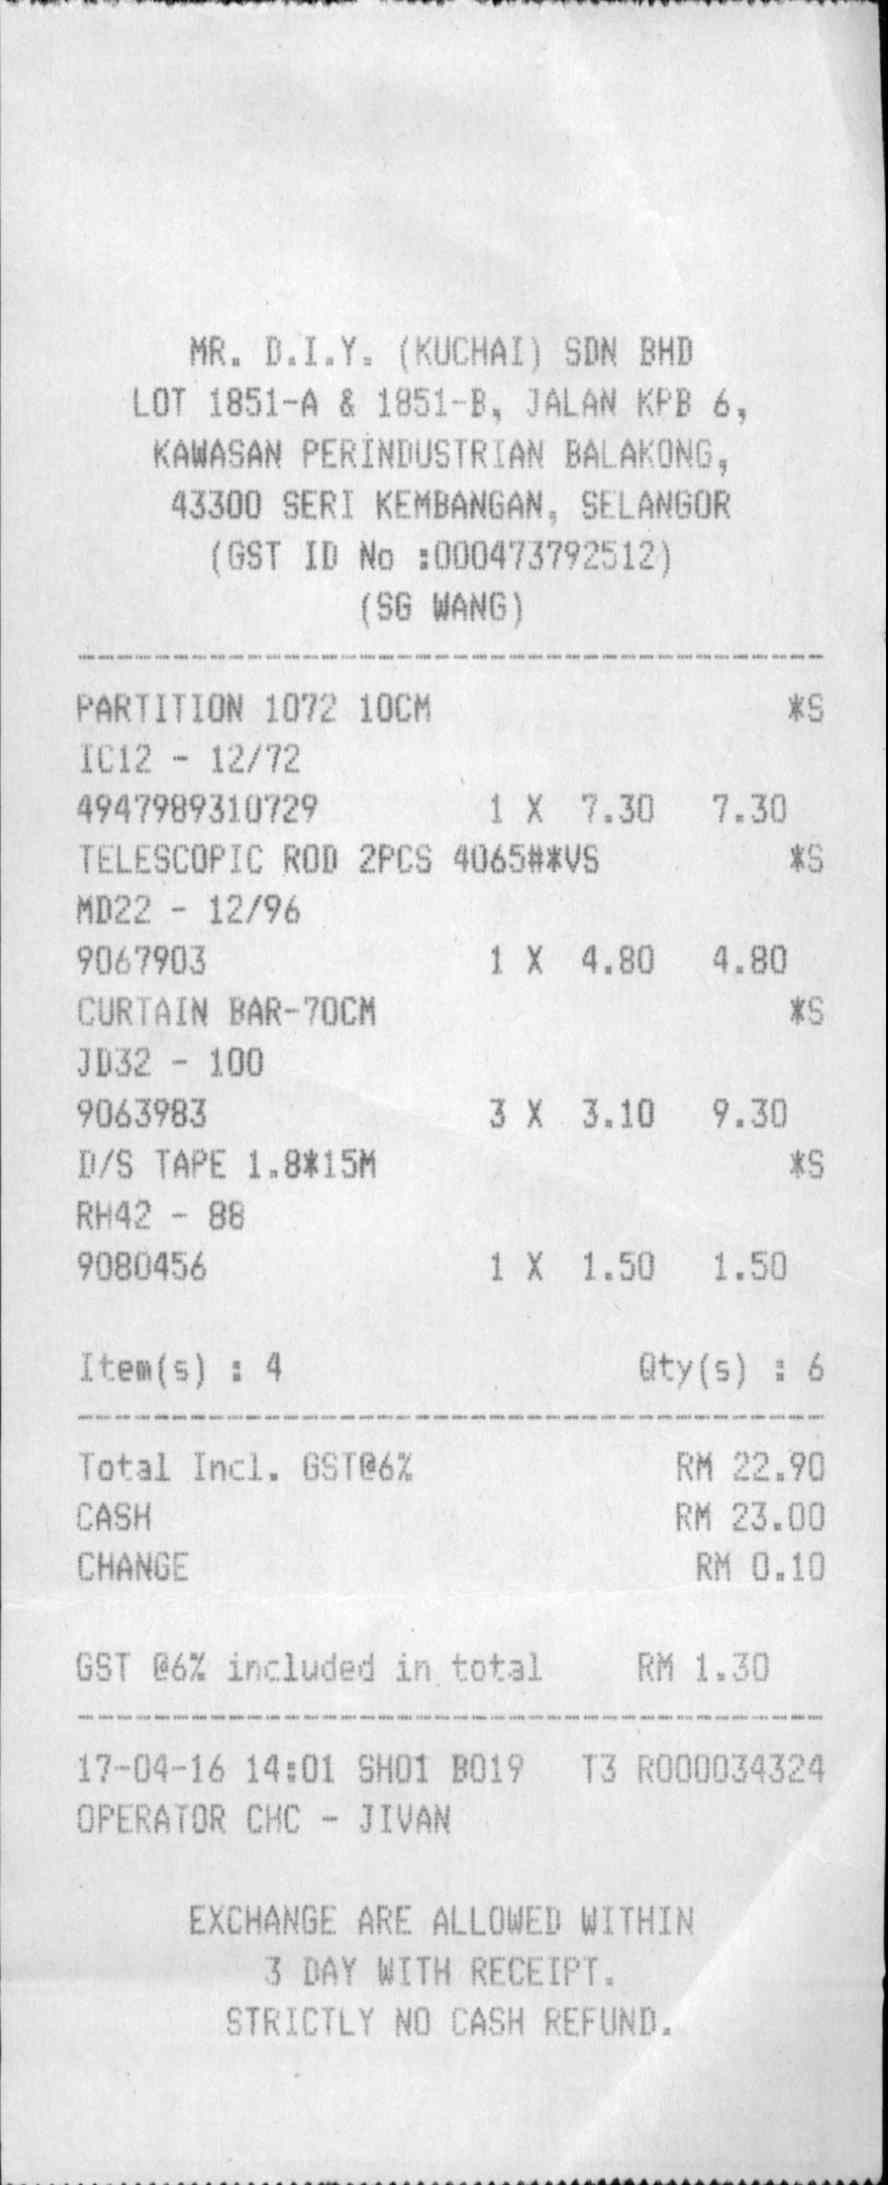 MR. D.I.Y. (KUCHAI) SDN BHD
LOT 1851-A & 1851-B, JALAN KPB 6,
KAWASAN PERINDUSTRIAN BALAKONG,
43300 SERI KEMBANGAN, SELANGOR
(GST ID No :000473792512)
(SG WANG)
PARTITION 1072 10CM *S
IC12 - 12/72
4947989310729 1 X 7.30 7.30
TELESCOPIC ROD 2PCS 4065#*VS *S
MD22 - 12/96
9067903 1 X 4.80 4.80
CURTAIN BAR-70CM *S
JD32 - 100
9063983 3 X 3.10 9.30
D/S TAPE 1.8*15M *S
RH42 - 88
9080456 1 X 1.50 1.50
Item(s) : 4 Qty(s) : 6
Total Incl. GST@6% RM 22.90
CASH RM 23.00
CHANGE RM 0.10
GST @6% included in total RM 1.30
17-04-16 14:01 SH01 B019 T3 R000034324
OPERATOR CHC - JIVAN
EXCHANGE ARE ALLOWED WITHIN
3 DAY WITH RECEIPT.
STRICTLY NO CASH REFUND.